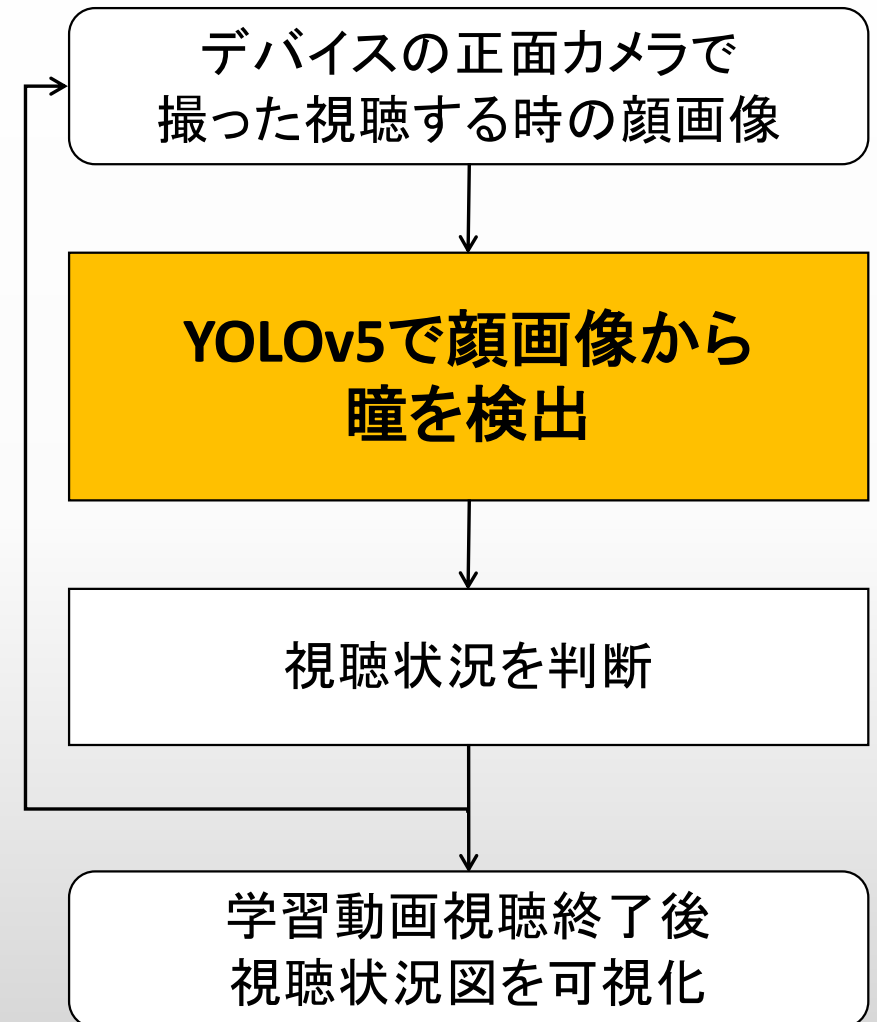 デバイスの正面カメラで
撮った視聴する時の顔画像
YOLOv5で顔画像から
瞳を検出
視聴状況を判断
学習動画視聴終了後
視聴状況図を可視化